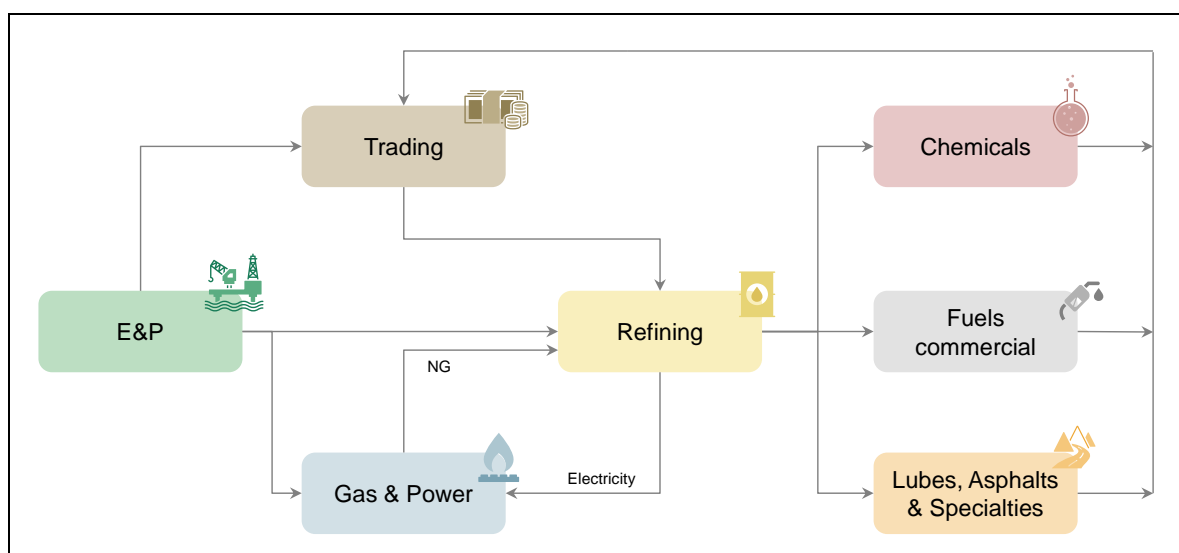 Trading
Chemicals
E&P
Refining
Fuels
commercial
NG
Gas & Power
Electricity
Lubes, Asphalts
& Specialties